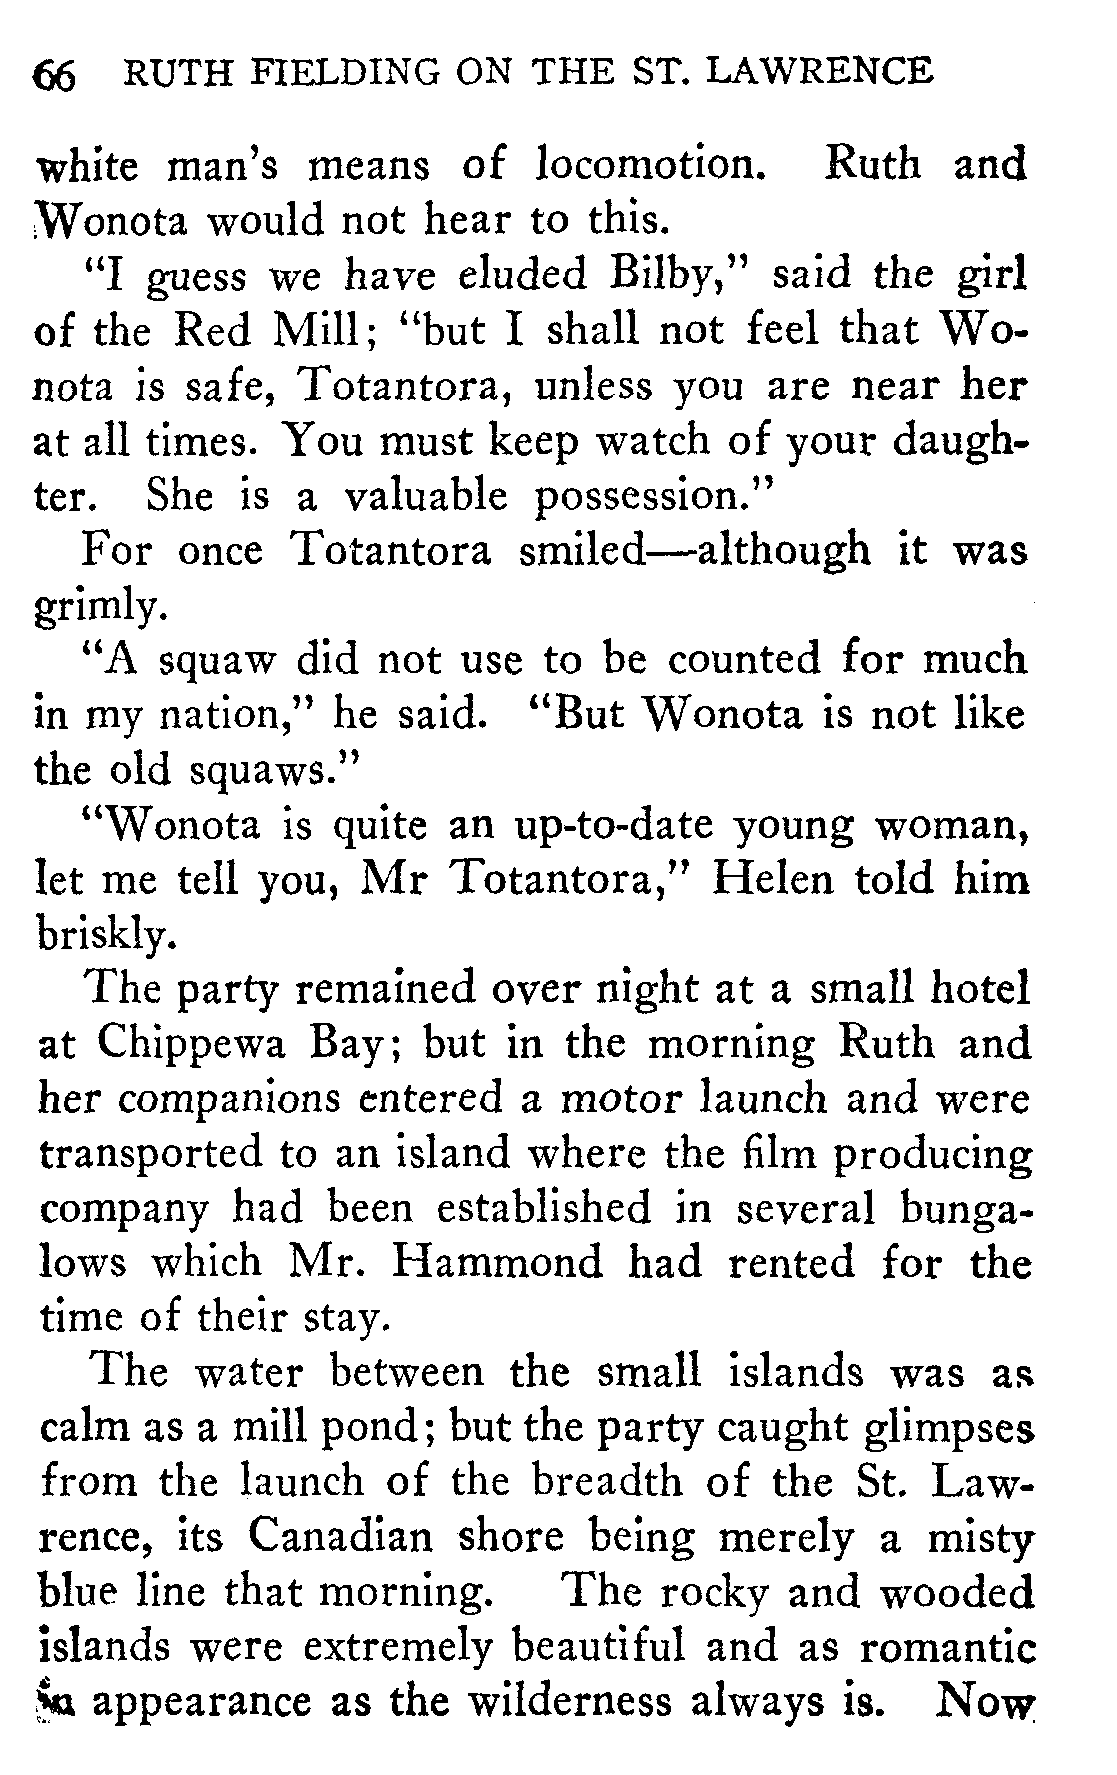 66 RUTH FIELDING ON THE ST. LAWRENCE
white man's means of locomotion. Ruth and
Wonota would not hear to this.
"I guess we have eluded Bilby," said the girl
of the Red Mill; "but I shall not feel that Wo-
nota is safe, Totantora, unless you are near her
at all times. You must keep watch of your daugh-
ter. She is a valuable possession."
For once Totantora smiled—although it was
grimly.
"A squaw did not use to be counted for much
in my nation," he said. "But Wonota is not like
the old squaws."
"Wonota is quite an up-to-date young woman,
let me tell you, Mr Totantora," Helen told him
briskly.
The party remained over night at a small hotel
at Chippewa Bay; but in the morning Ruth and
her companions entered a motor launch and were
transported to an island where the film producing
company had been established in several bunga-
lows which Mr. Hammond had rented for the
time of their stay.
The water between the small islands was as
calm as a mill pond; but the party caught glimpses
from the launch of the breadth of the St. Law-
rence, its Canadian shore being merely a misty
blue line that morning. The rocky and wooded
islands were extremely beautiful and as romantic
appearance as the wilderness always is. Now